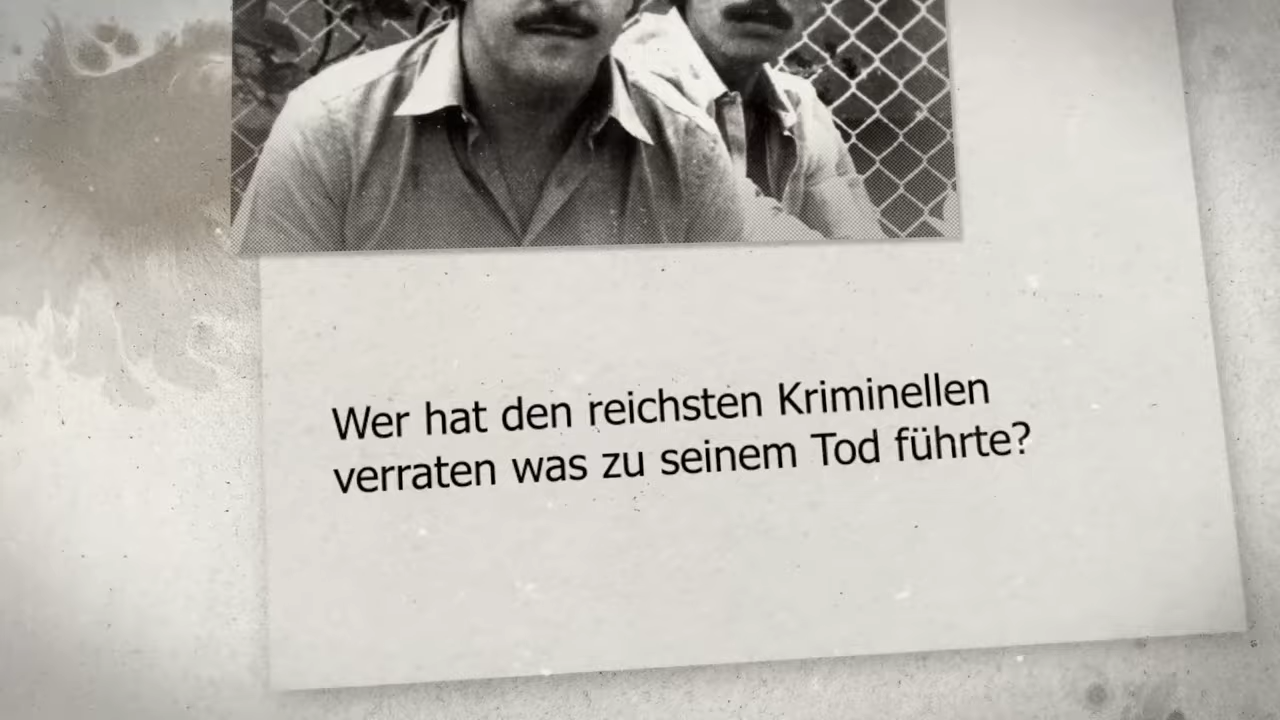 Wer hat den reichsten Kriminellen
verraten was zu seinem Tod führte?